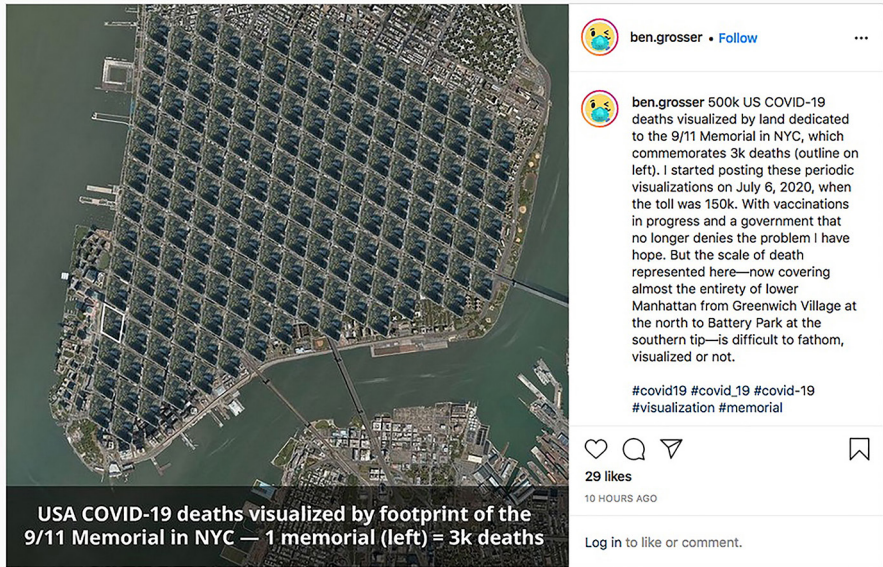 USA COVID-19 deaths visualized by footprint of the
9/11 Memorial in NYC — 1 memorial (left) = 3k deaths
ben.grosser • Follow
ben.grosser 500k US COVID-19
deaths visualized by land dedicated
to the 9/11 Memorial in NYC, which
commemorates 3k deaths (outline on
left). I started posting these periodic
visualizations on July 6, 2020, when
the toll was 150k. With vaccinations
in progress and a government that
no longer denies the problem I have
hope. But the scale of death
represented here—now covering
almost the entirety of lower
Manhattan from Greenwich Village at
the north to Battery Park at the
southern tip—is difficult to fathom,
visualized or not.
#covid19 #covid_19 #covid-19
#visualization #memorial
29 likes
10 HOURS AGO
Log in to like or comment.